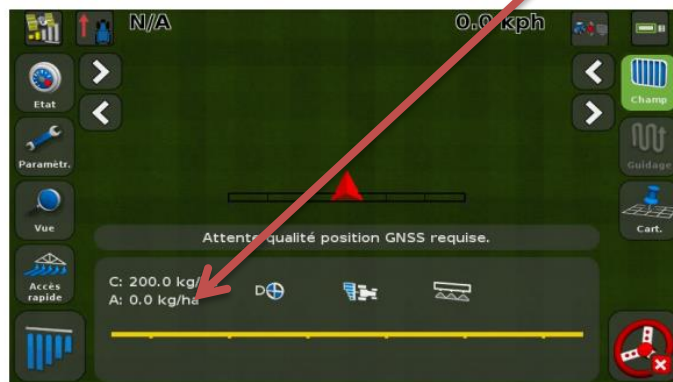 N/A
0.0 kph
Etat
Champ
Paramètr.
Guidage
Vue
Cart.
Attente qualité position GNSS requise.
Accès
rapide
C: 200.0 kg/
A: 0.0 kg/ha
D